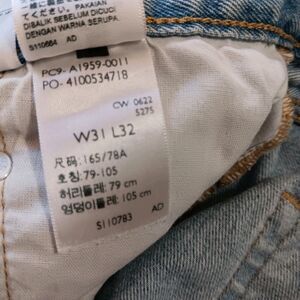 てください。PAKAIAN
DIBALIK SEBELUM DICUCI
DENGAN WARNA SERUPA
S110664 AD
PC9- A1959-0011
PO- 4100534718
CW 0622
5275
W31 L32
尺码:165/78A
호칭:79-105
허리둘레:79 cm
엉덩이둘레:105 cm
S110783 AD